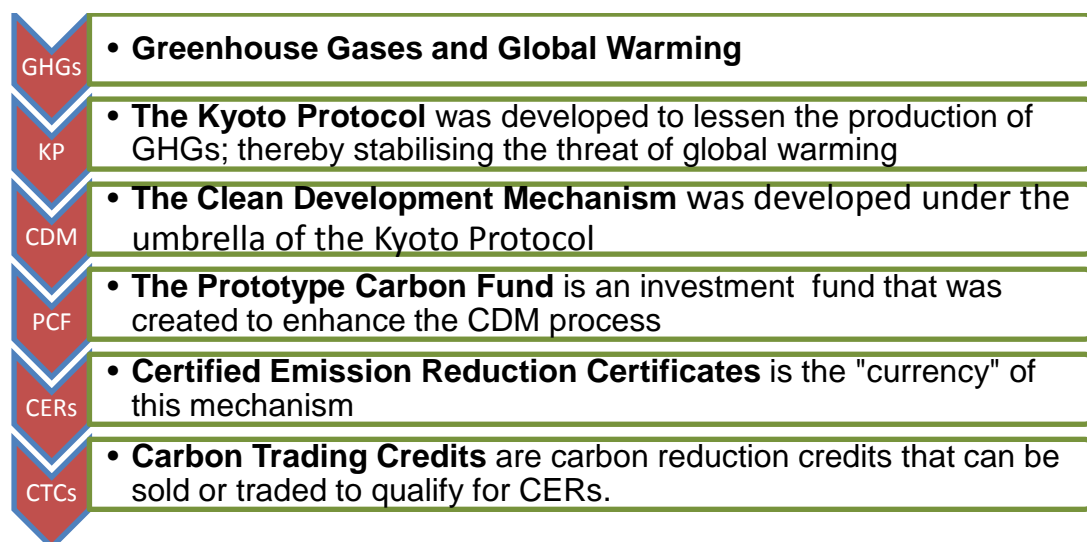 GHGs
• Greenhouse Gases and Global Warming
KP
• The Kyoto Protocol was developed to lessen the production of
GHGs; thereby stabilising the threat of global warming
CDM
• The Clean Development Mechanism was developed under the
umbrella of the Kyoto Protocol
PCF
• The Prototype Carbon Fund is an investment fund that was
created to enhance the CDM process
CERs
• Certified Emission Reduction Certificates is the "currency" of
this mechanism
CTCs
• Carbon Trading Credits are carbon reduction credits that can be
sold or traded to qualify for CERs.